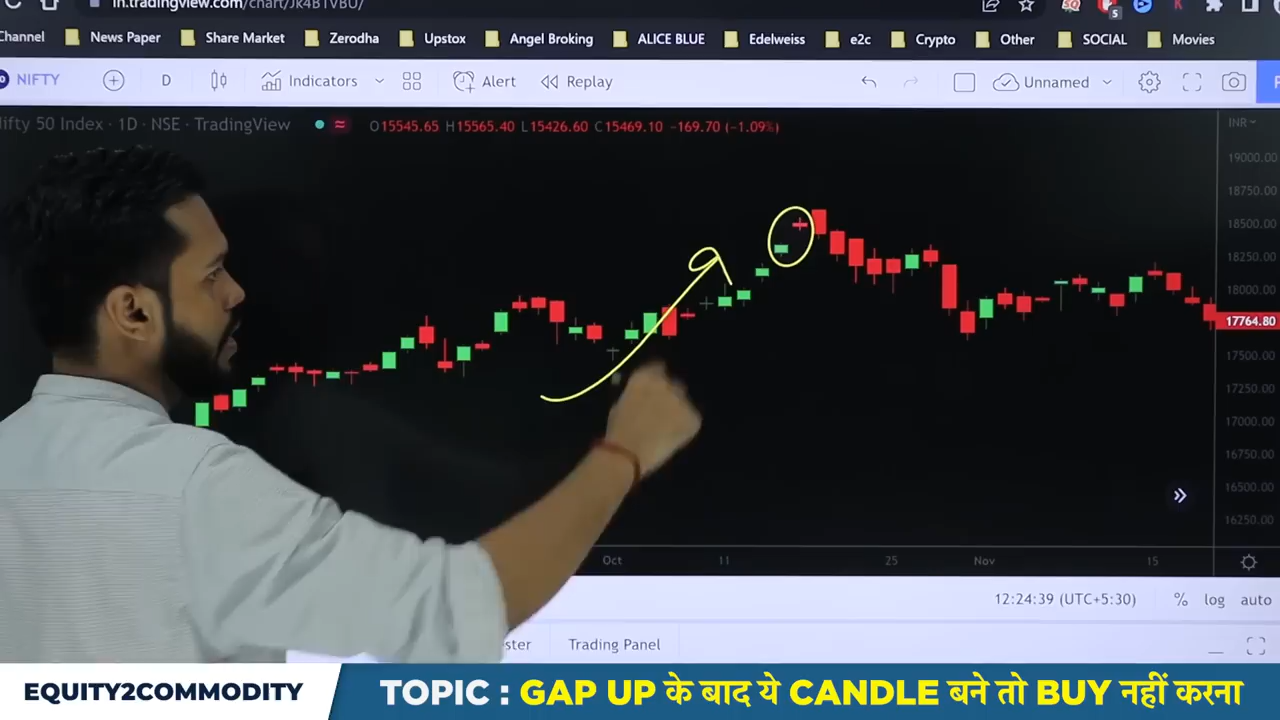 in.tradingview.com/chart/Jk4BTVBU/
Channel News Paper Share Market Zerodha Upstox Angel Broking ALICE BLUE Edelweiss e2c Crypto Other SOCIAL Movies
NIFTY D Indicators Alert Replay Unnamed
ifty 50 Index · 1D · NSE · TradingView O15545.65 H15565.40 L15426.60 C15469.10 -169.70 (-1.09%)
INR
19000.00
18750.00
18500.00
18250.00
18000.00
17764.80
17500.00
17250.00
17000.00
16750.00
16500.00
16250.00
Oct 11 25 Nov 15
12:24:39 (UTC+5:30) % log auto
ster Trading Panel
EQUITY2COMMODITY
TOPIC : GAP UP के बाद ये CANDLE बने तो BUY नहीं करना